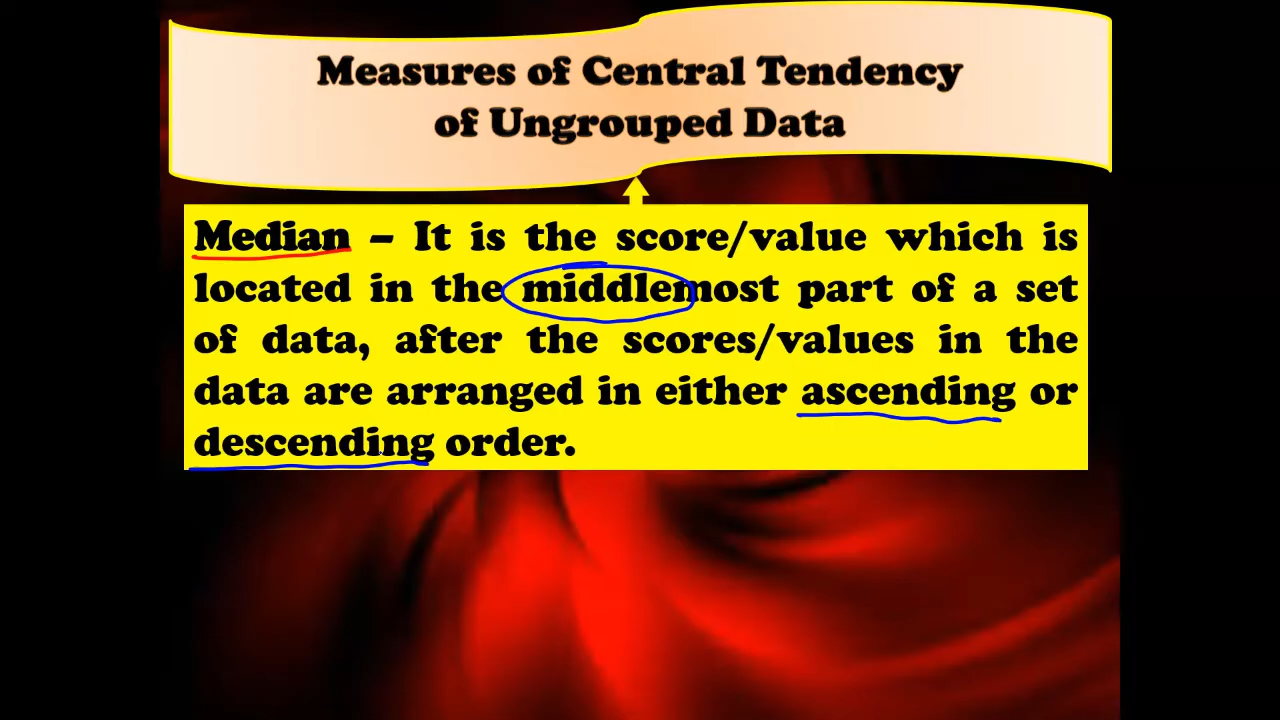 Measures of Central Tendency
of Ungrouped Data
Median – It is the score/value which is
located in the middlemost part of a set
of data, after the scores/values in the
data are arranged in either ascending or
descending order.